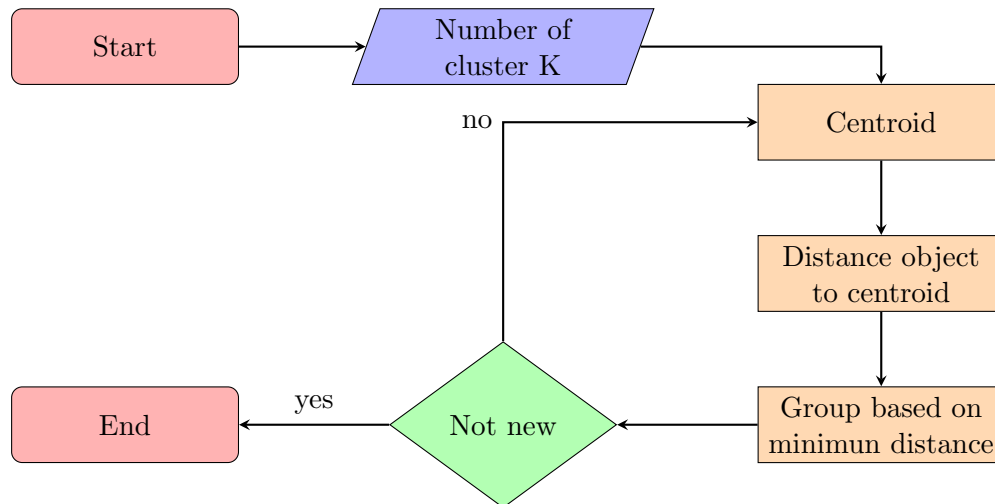 Start
Number of
cluster K
no
Centroid
Distance object
to centroid
End
yes
Not new
Group based on
minimun distance